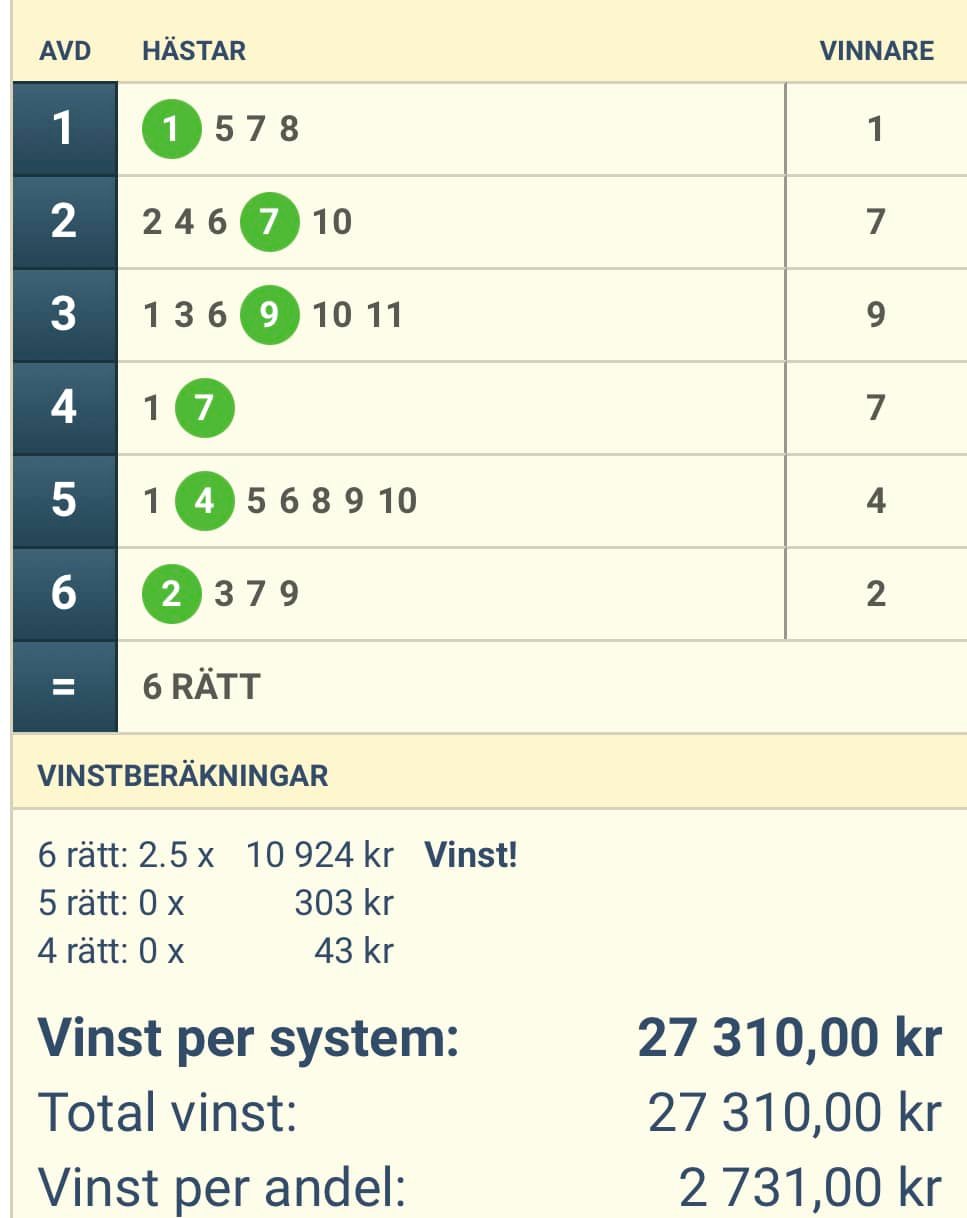 AVD HÄSTAR VINNARE
1 1 5 7 8 1
2 2 4 6 7 10 7
3 1 3 6 9 10 11 9
4 1 7 7
5 1 4 5 6 8 9 10 4
6 2 3 7 9 2
= 6 RÄTT
VINSTBERÄKNINGAR
6 rätt: 2.5 x 10 924 kr Vinst!
5 rätt: 0 x 303 kr
4 rätt: 0 x 43 kr
Vinst per system: 27 310,00 kr
Total vinst: 27 310,00 kr
Vinst per andel: 2 731,00 kr